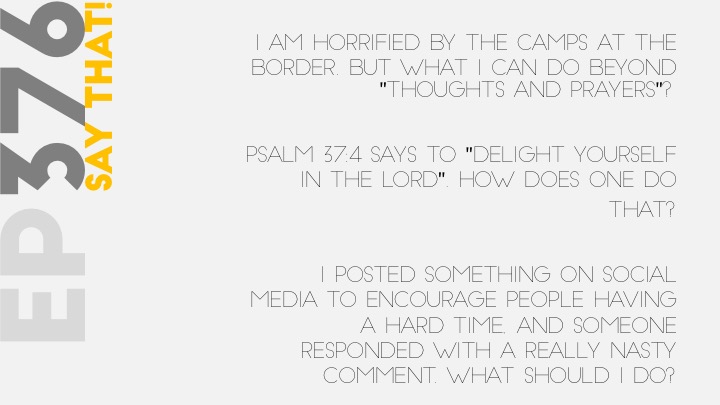 EP 376
SAY THAT!
I AM HORRIFIED BY THE CAMPS AT THE
BORDER. BUT WHAT I CAN DO BEYOND
"THOUGHTS AND PRAYERS"?
PSALM 37:4 SAYS TO "DELIGHT YOURSELF
IN THE LORD". HOW DOES ONE DO
THAT?
I POSTED SOMETHING ON SOCIAL
MEDIA TO ENCOURAGE PEOPLE HAVING
A HARD TIME. AND SOMEONE
RESPONDED WITH A REALLY NASTY
COMMENT. WHAT SHOULD I DO?